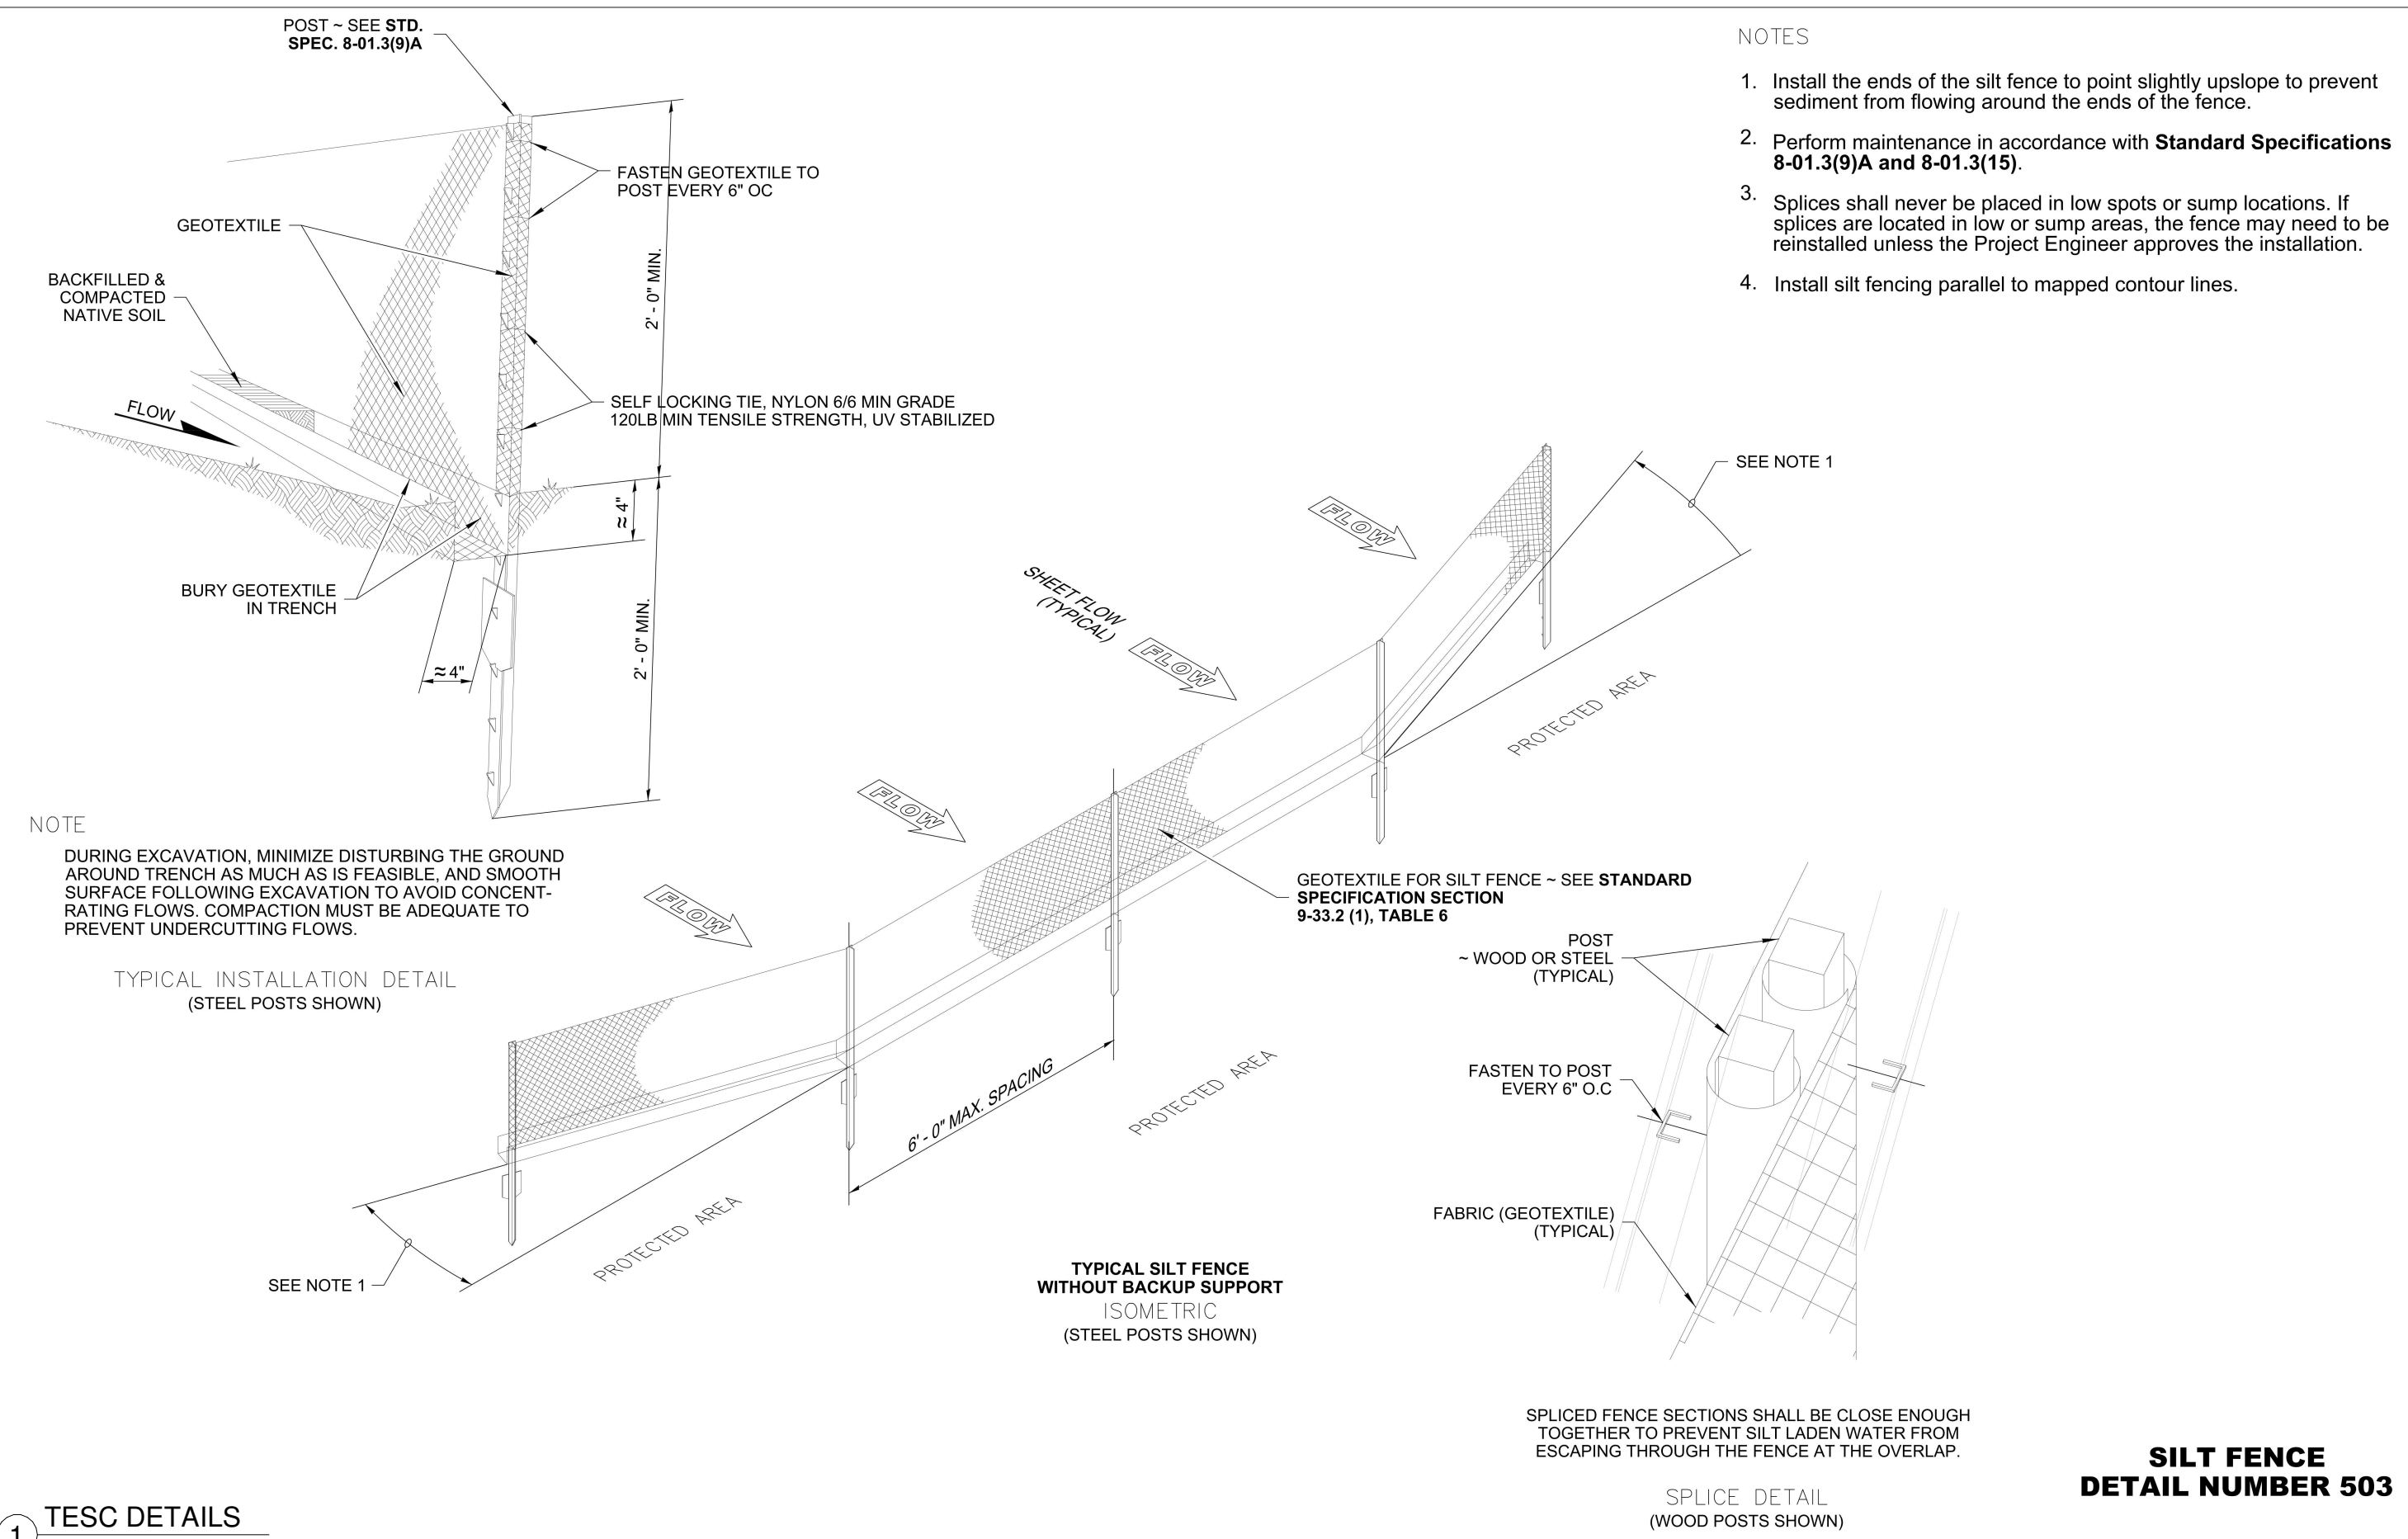 POST ~ SEE STD.
SPEC. 8-01.3(9)A
FASTEN GEOTEXTILE TO
POST EVERY 6" OC
GEOTEXTILE
2' - 0" MIN.
BACKFILLED &
COMPACTED
NATIVE SOIL
FLOW
SELF LOCKING TIE, NYLON 6/6 MIN GRADE
120LB MIN TENSILE STRENGTH, UV STABILIZED
≈ 4"
BURY GEOTEXTILE
IN TRENCH
2' - 0" MIN.
≈ 4"
NOTE
DURING EXCAVATION, MINIMIZE DISTURBING THE GROUND
AROUND TRENCH AS MUCH AS IS FEASIBLE, AND SMOOTH
SURFACE FOLLOWING EXCAVATION TO AVOID CONCENT-
RATING FLOWS. COMPACTION MUST BE ADEQUATE TO
PREVENT UNDERCUTTING FLOWS.
TYPICAL INSTALLATION DETAIL
(STEEL POSTS SHOWN)
NOTES
1. Install the ends of the silt fence to point slightly upslope to prevent
sediment from flowing around the ends of the fence.
2. Perform maintenance in accordance with Standard Specifications
8-01.3(9)A and 8-01.3(15).
3. Splices shall never be placed in low spots or sump locations. If
splices are located in low or sump areas, the fence may need to be
reinstalled unless the Project Engineer approves the installation.
4. Install silt fencing parallel to mapped contour lines.
SEE NOTE 1
FLOW
SHEET FLOW
(TYPICAL)
FLOW
PROTECTED AREA
FLOW
GEOTEXTILE FOR SILT FENCE ~ SEE STANDARD
SPECIFICATION SECTION
9-33.2 (1), TABLE 6
FLOW
6' - 0" MAX. SPACING
PROTECTED AREA
PROTECTED AREA
SEE NOTE 1
TYPICAL SILT FENCE
WITHOUT BACKUP SUPPORT
ISOMETRIC
(STEEL POSTS SHOWN)
POST
~ WOOD OR STEEL
(TYPICAL)
FASTEN TO POST
EVERY 6" O.C
FABRIC (GEOTEXTILE)
(TYPICAL)
SPLICED FENCE SECTIONS SHALL BE CLOSE ENOUGH
TOGETHER TO PREVENT SILT LADEN WATER FROM
ESCAPING THROUGH THE FENCE AT THE OVERLAP.
SPLICE DETAIL
(WOOD POSTS SHOWN)
SILT FENCE
DETAIL NUMBER 503
1 TESC DETAILS